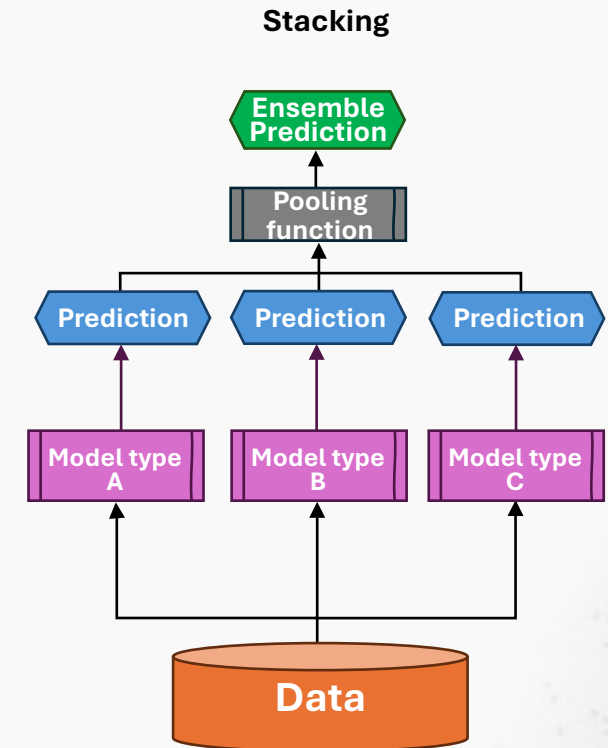 Stacking
Ensemble
Prediction
Pooling
function
Prediction
Prediction
Prediction
Model type
A
Model type
B
Model type
C
Data